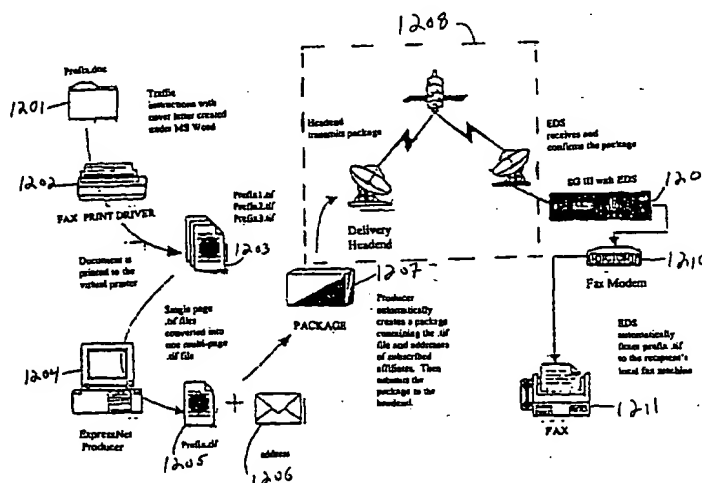 1208
Prefix.doc
1201
Traffic
instructions with
cover letter created
under MS Word
1202
FAX PRINT DRIVER
Prefix1.tif
Prefix2.tif
Prefix3.tif
1203
Document is
printed to the
virtual printer
Headend
transmits package
EDS
receives and
confirms the package
Delivery
Headend
SG III with EDS
120
Fax Modem
1210
1207
PACKAGE
Producer
automatically
creates a package
containing the .tif
file and addresses
of subscribed
affiliates. Then
submits the
package to the
headend.
Single page
.tif files
converted into
one multi-page
.tif file
1204
ExpressNet
Producer
+
1205
address
1206
EDS
automatically
faxes prefix .tif
to the recipient's
local fax machine
FAX
1211